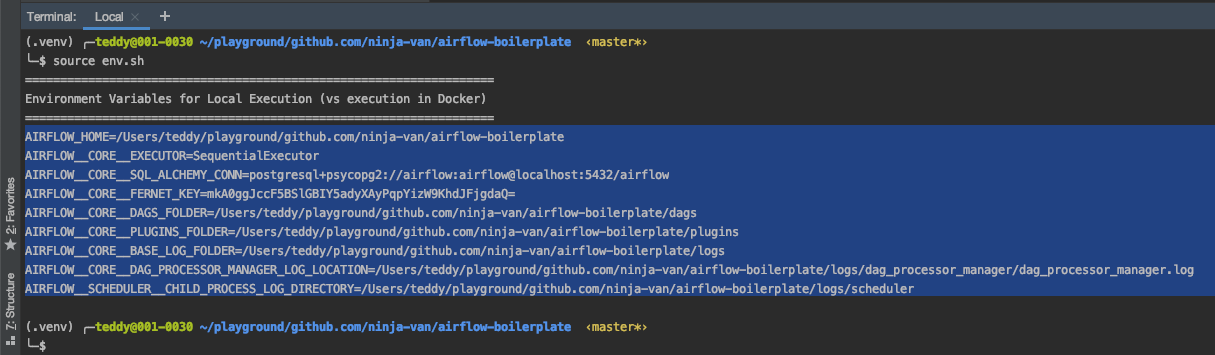 Terminal: Local × +
(.venv) ┌─teddy@001-0030 ~/playground/github.com/ninja-van/airflow-boilerplate ‹master*›
└─$ source env.sh
====================================================================
Environment Variables for Local Execution (vs execution in Docker)
====================================================================
AIRFLOW_HOME=/Users/teddy/playground/github.com/ninja-van/airflow-boilerplate
AIRFLOW__CORE__EXECUTOR=SequentialExecutor
AIRFLOW__CORE__SQL_ALCHEMY_CONN=postgresql+psycopg2://airflow:airflow@localhost:5432/airflow
AIRFLOW__CORE__FERNET_KEY=mkA0ggJccF5BSlGBIY5adyXAyPqpYizW9KhdJFjgdaQ=
AIRFLOW__CORE__DAGS_FOLDER=/Users/teddy/playground/github.com/ninja-van/airflow-boilerplate/dags
AIRFLOW__CORE__PLUGINS_FOLDER=/Users/teddy/playground/github.com/ninja-van/airflow-boilerplate/plugins
AIRFLOW__CORE__BASE_LOG_FOLDER=/Users/teddy/playground/github.com/ninja-van/airflow-boilerplate/logs
AIRFLOW__CORE__DAG_PROCESSOR_MANAGER_LOG_LOCATION=/Users/teddy/playground/github.com/ninja-van/airflow-boilerplate/logs/dag_processor_manager/dag_processor_manager.log
AIRFLOW__SCHEDULER__CHILD_PROCESS_LOG_DIRECTORY=/Users/teddy/playground/github.com/ninja-van/airflow-boilerplate/logs/scheduler
(.venv) ┌─teddy@001-0030 ~/playground/github.com/ninja-van/airflow-boilerplate ‹master*›
└─$
2: Favorites
7: Structure